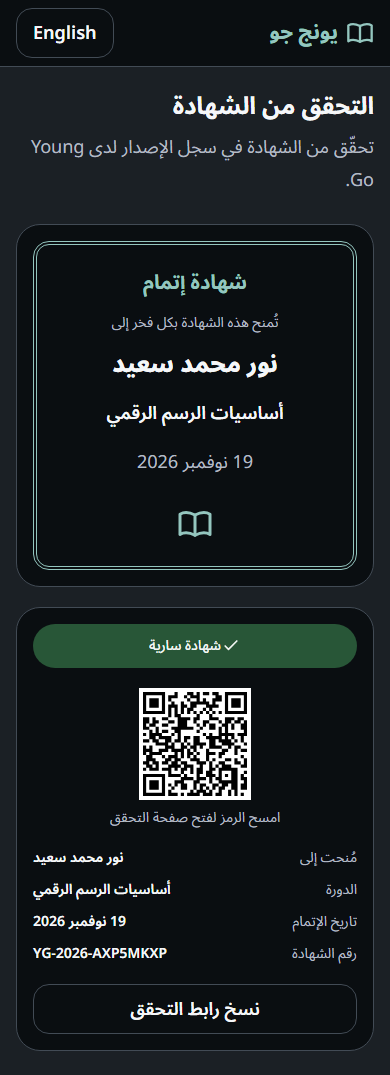 يونج جو
English
التحقق من الشهادة
تحقّق من الشهادة في سجل الإصدار لدى Young
Go.
شهادة إتمام
تُمنح هذه الشهادة بكل فخر إلى
نور محمد سعيد
أساسيات الرسم الرقمي
19 نوفمبر 2026
شهادة سارية
امسح الرمز لفتح صفحة التحقق
مُنحت إلى نور محمد سعيد
الدورة أساسيات الرسم الرقمي
تاريخ الإتمام 19 نوفمبر 2026
رقم الشهادة YG-2026-AXP5MKXP
نسخ رابط التحقق